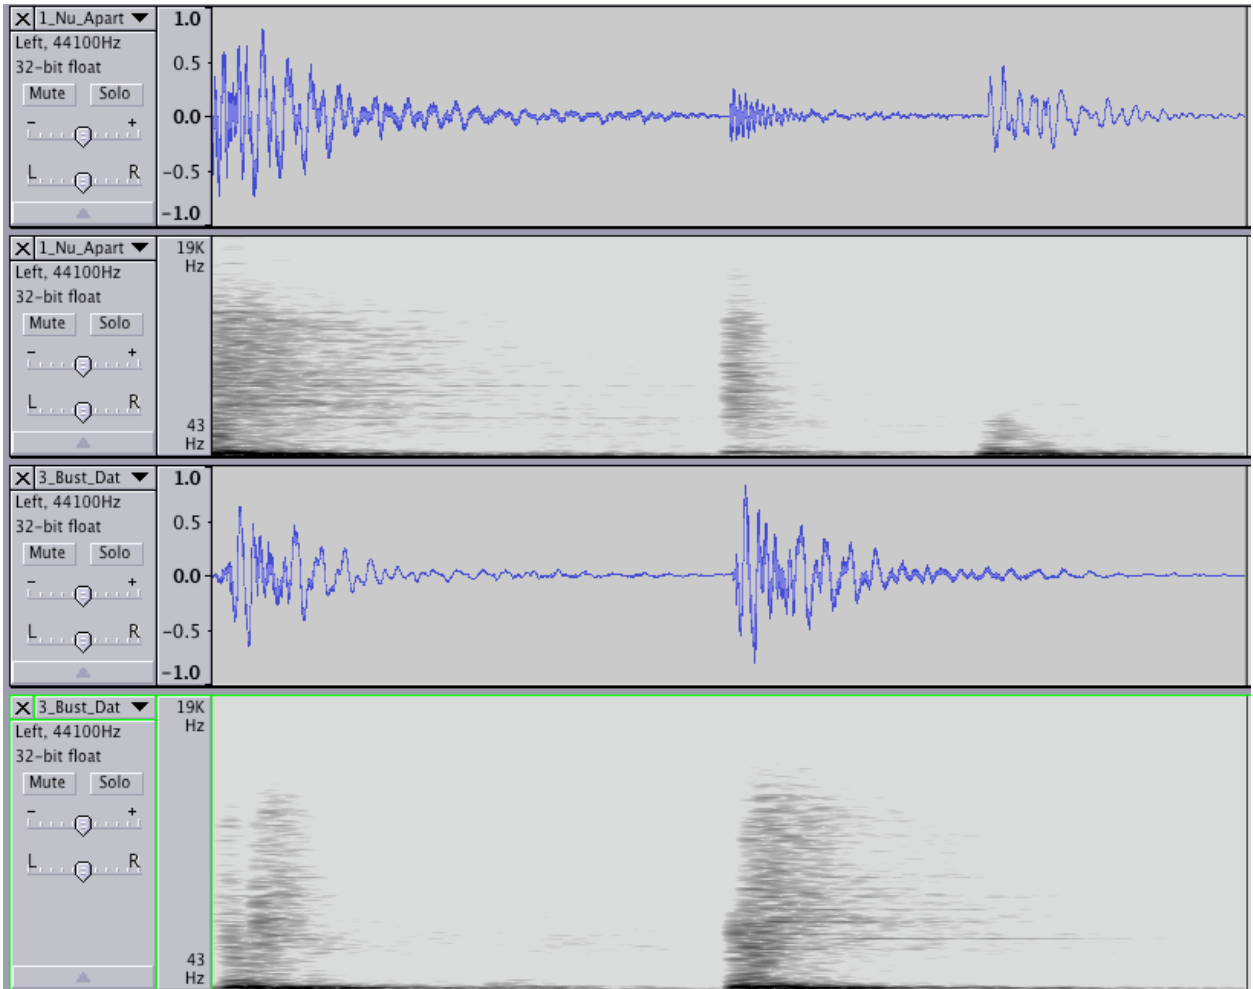 1_Nu_Apart
Left, 44100Hz
32-bit float
Mute Solo
- +
L R
1.0
0.5
0.0
-0.5
-1.0
1_Nu_Apart
Left, 44100Hz
32-bit float
Mute Solo
- +
L R
19K
Hz
43
Hz
3_Bust_Dat
Left, 44100Hz
32-bit float
Mute Solo
- +
L R
1.0
0.5
0.0
-0.5
-1.0
3_Bust_Dat
Left, 44100Hz
32-bit float
Mute Solo
- +
L R
19K
Hz
43
Hz